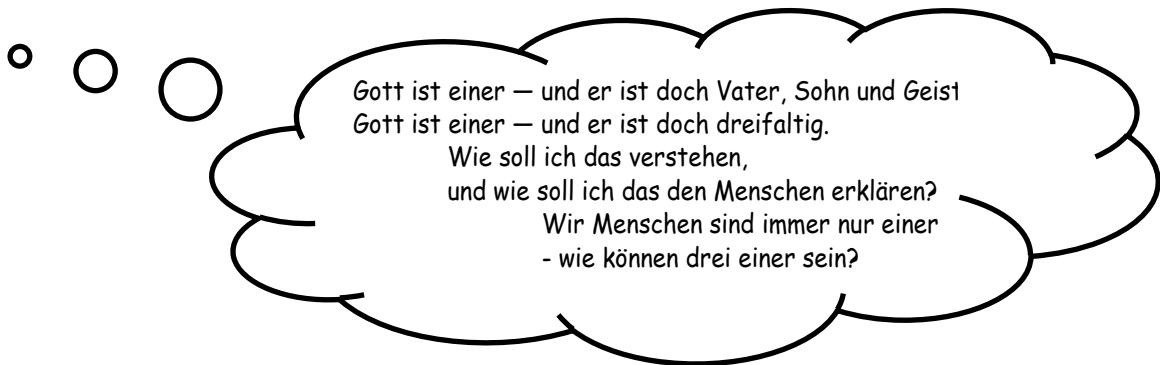 Gott ist einer – und er ist doch Vater, Sohn und Geist
Gott ist einer – und er ist doch dreifaltig.
Wie soll ich das verstehen,
und wie soll ich das den Menschen erklären?
Wir Menschen sind immer nur einer
- wie können drei einer sein?